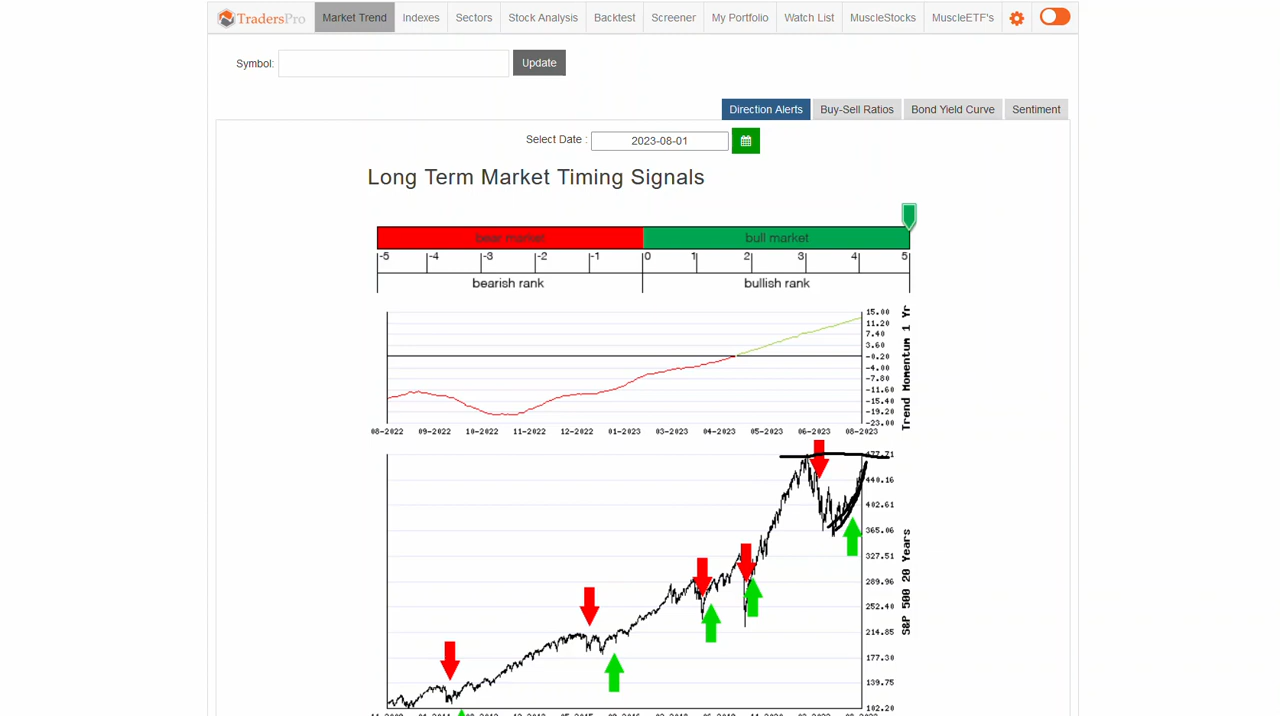 TradersPro Market Trend Indexes Sectors Stock Analysis Backtest Screener My Portfolio Watch List MuscleStocks MuscleETF's
Symbol: Update
Direction Alerts Buy-Sell Ratios Bond Yield Curve Sentiment
Select Date : 2023-08-01
Long Term Market Timing Signals
bear market bull market
-5 -4 -3 -2 -1 0 1 2 3 4 5
bearish rank bullish rank
15.00
11.20
7.40
3.60
-0.20
-4.00
-7.80
-11.60
-15.40
-19.20
-23.00
Trend Momentum 1 Yr
08-2022 09-2022 10-2022 11-2022 12-2022 01-2023 03-2023 04-2023 05-2023 06-2023 08-2023
477.71
440.16
402.61
365.06
327.51
289.96
252.40
214.85
177.30
139.75
102.20
S&P 500 20 Years